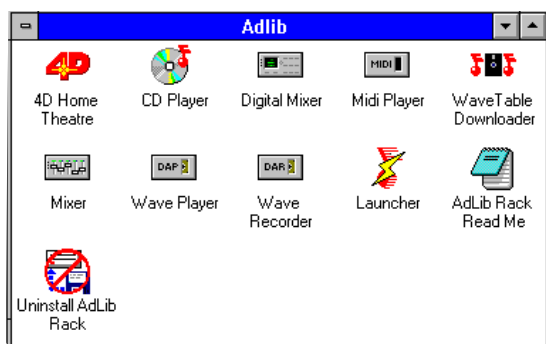 Adlib
4D
4D Home
Theatre
CD Player
Digital Mixer
MIDI
Midi Player
WaveTable
Downloader
Mixer
DAP
Wave Player
DAR
Wave
Recorder
Launcher
AdLib Rack
Read Me
Uninstall AdLib
Rack